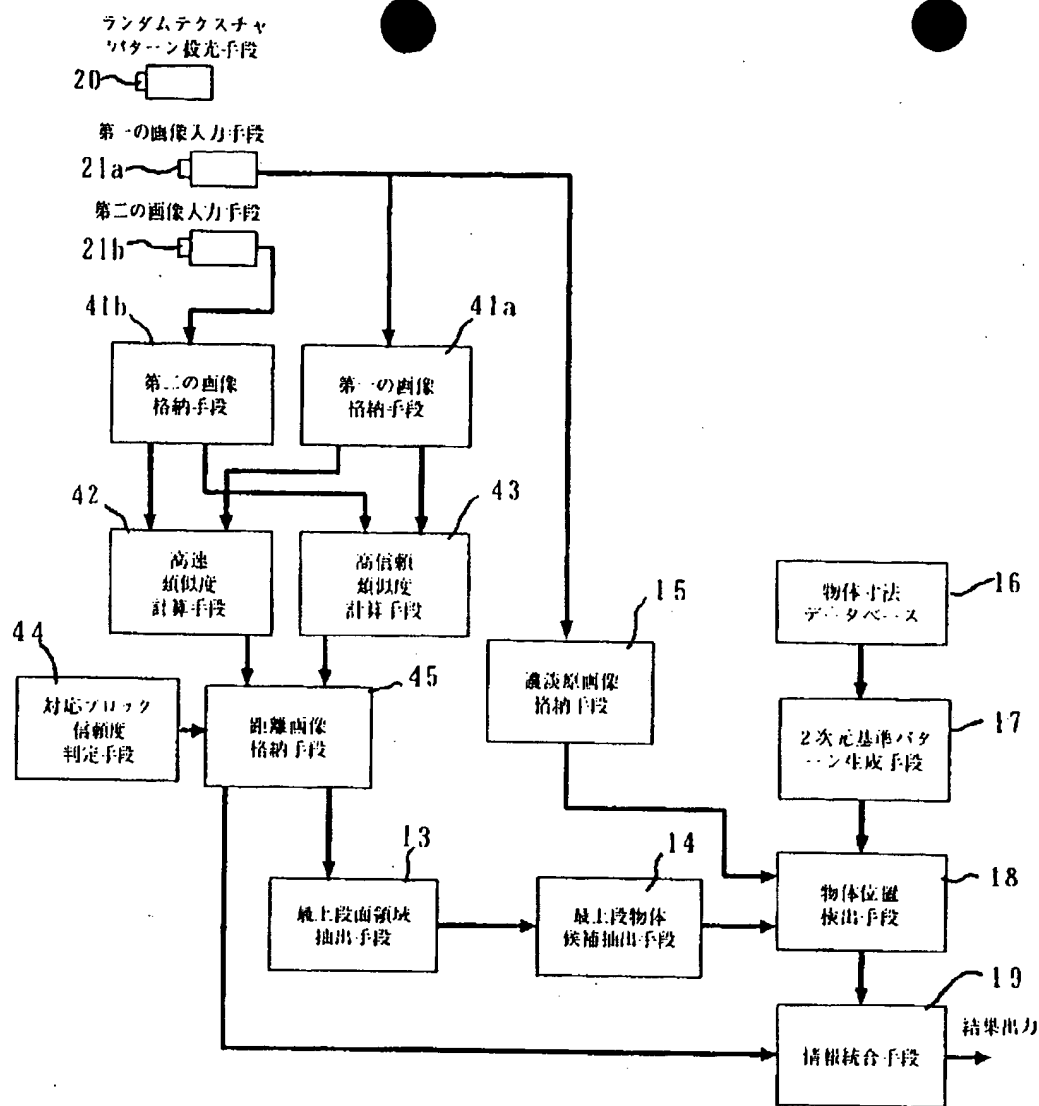 ランダムテクスチャ
パターン投光手段
20
第一の画像入力手段
21a
第二の画像入力手段
21b
41b
41a
第二の画像
格納手段
第一の画像
格納手段
42
43
高速
類似度
計算手段
高信頼
類似度
計算手段
44
45
15
16
物体寸法
データベース
対応ブロック
信頼度
判定手段
距離画像
格納手段
濃淡原画像
格納手段
17
2次元基準パタ
ーン生成手段
13
14
18
最上段面領域
抽出手段
最上段物体
候補抽出手段
物体位置
検出手段
19
情報統合手段
結果出力